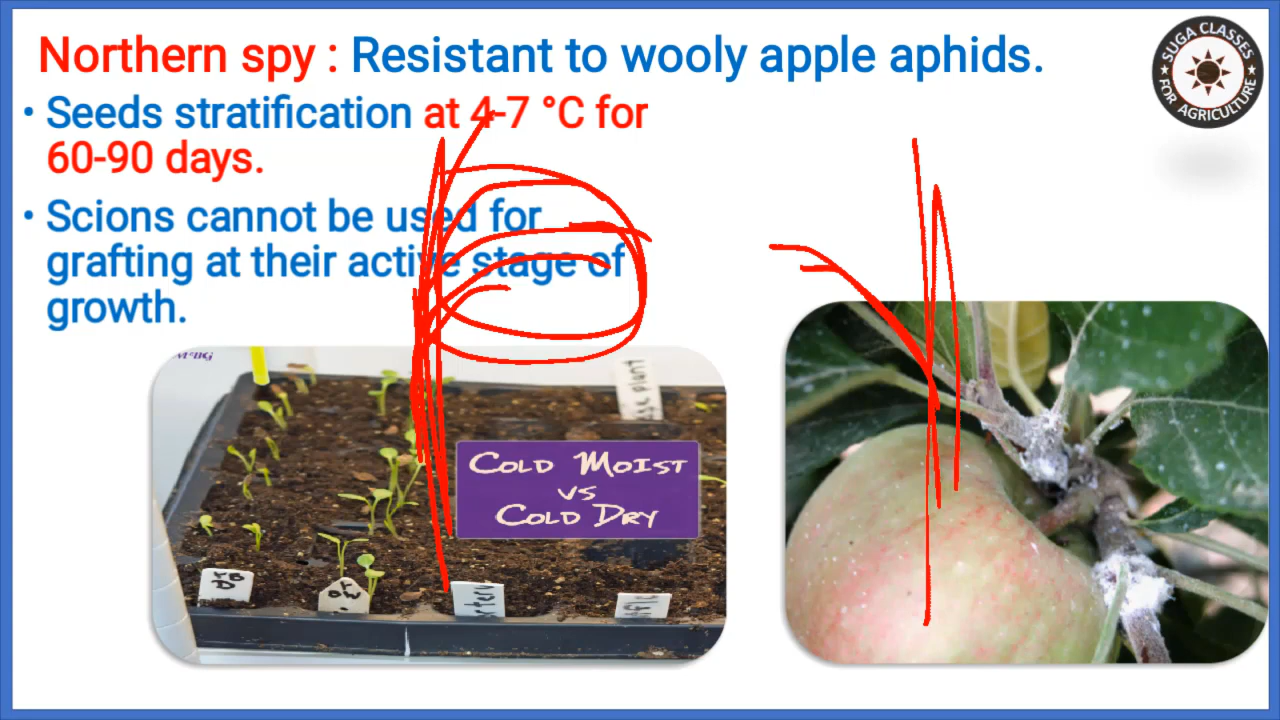 Northern spy : Resistant to wooly apple aphids.
SUGA CLASSES
FOR AGRICULTURE
• Seeds stratification at 4-7 °C for
60-90 days.
• Scions cannot be used for
grafting at their active stage of
growth.
COLD MOIST
VS
COLD DRY